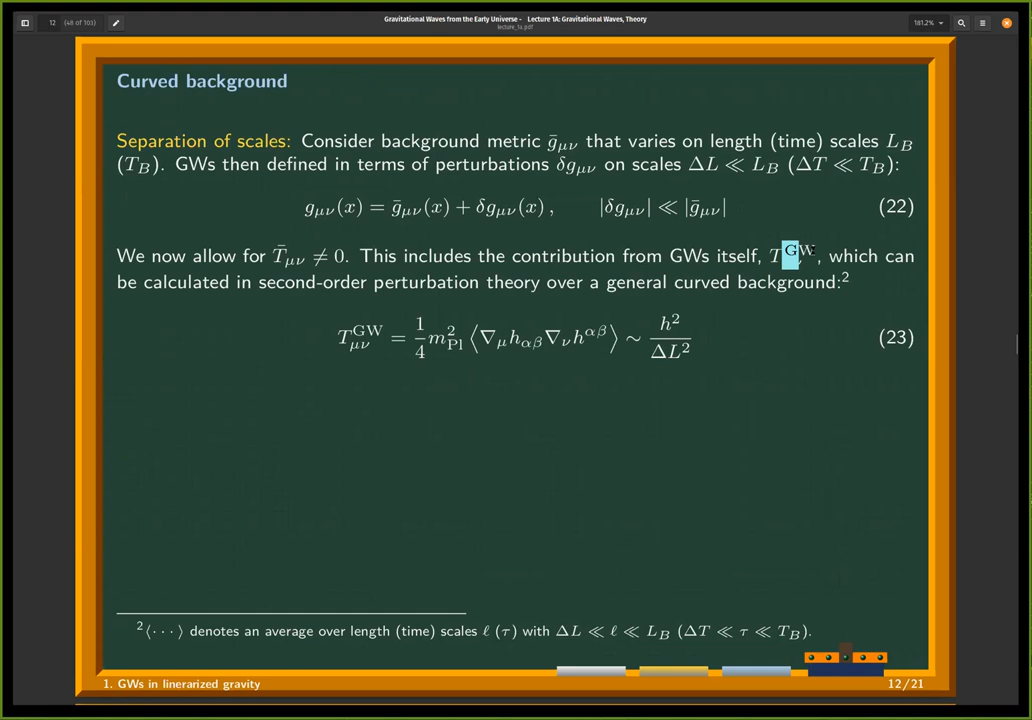 12 (48 of 103)
Gravitational Waves from the Early Universe - Lecture 1A: Gravitational Waves, Theory
lecture_1a.pdf
181.2%
Curved background
Separation of scales: Consider background metric ḡ_μν that varies on length (time) scales L_B
(T_B). GWs then defined in terms of perturbations δg_μν on scales ΔL ≪ L_B (ΔT ≪ T_B):
g_μν(x) = ḡ_μν(x) + δg_μν(x) , |δg_μν| ≪ |ḡ_μν| (22)
We now allow for T̄_μν ≠ 0. This includes the contribution from GWs itself, T^GW_μν, which can
be calculated in second-order perturbation theory over a general curved background:²
T^GW_μν = 1/4 m²_Pl ⟨∇_μ h_αβ ∇_ν h^αβ⟩ ∼ h²/ΔL² (23)
²⟨· · ·⟩ denotes an average over length (time) scales ℓ (τ) with ΔL ≪ ℓ ≪ L_B (ΔT ≪ τ ≪ T_B).
1. GWs in linerarized gravity
12/21